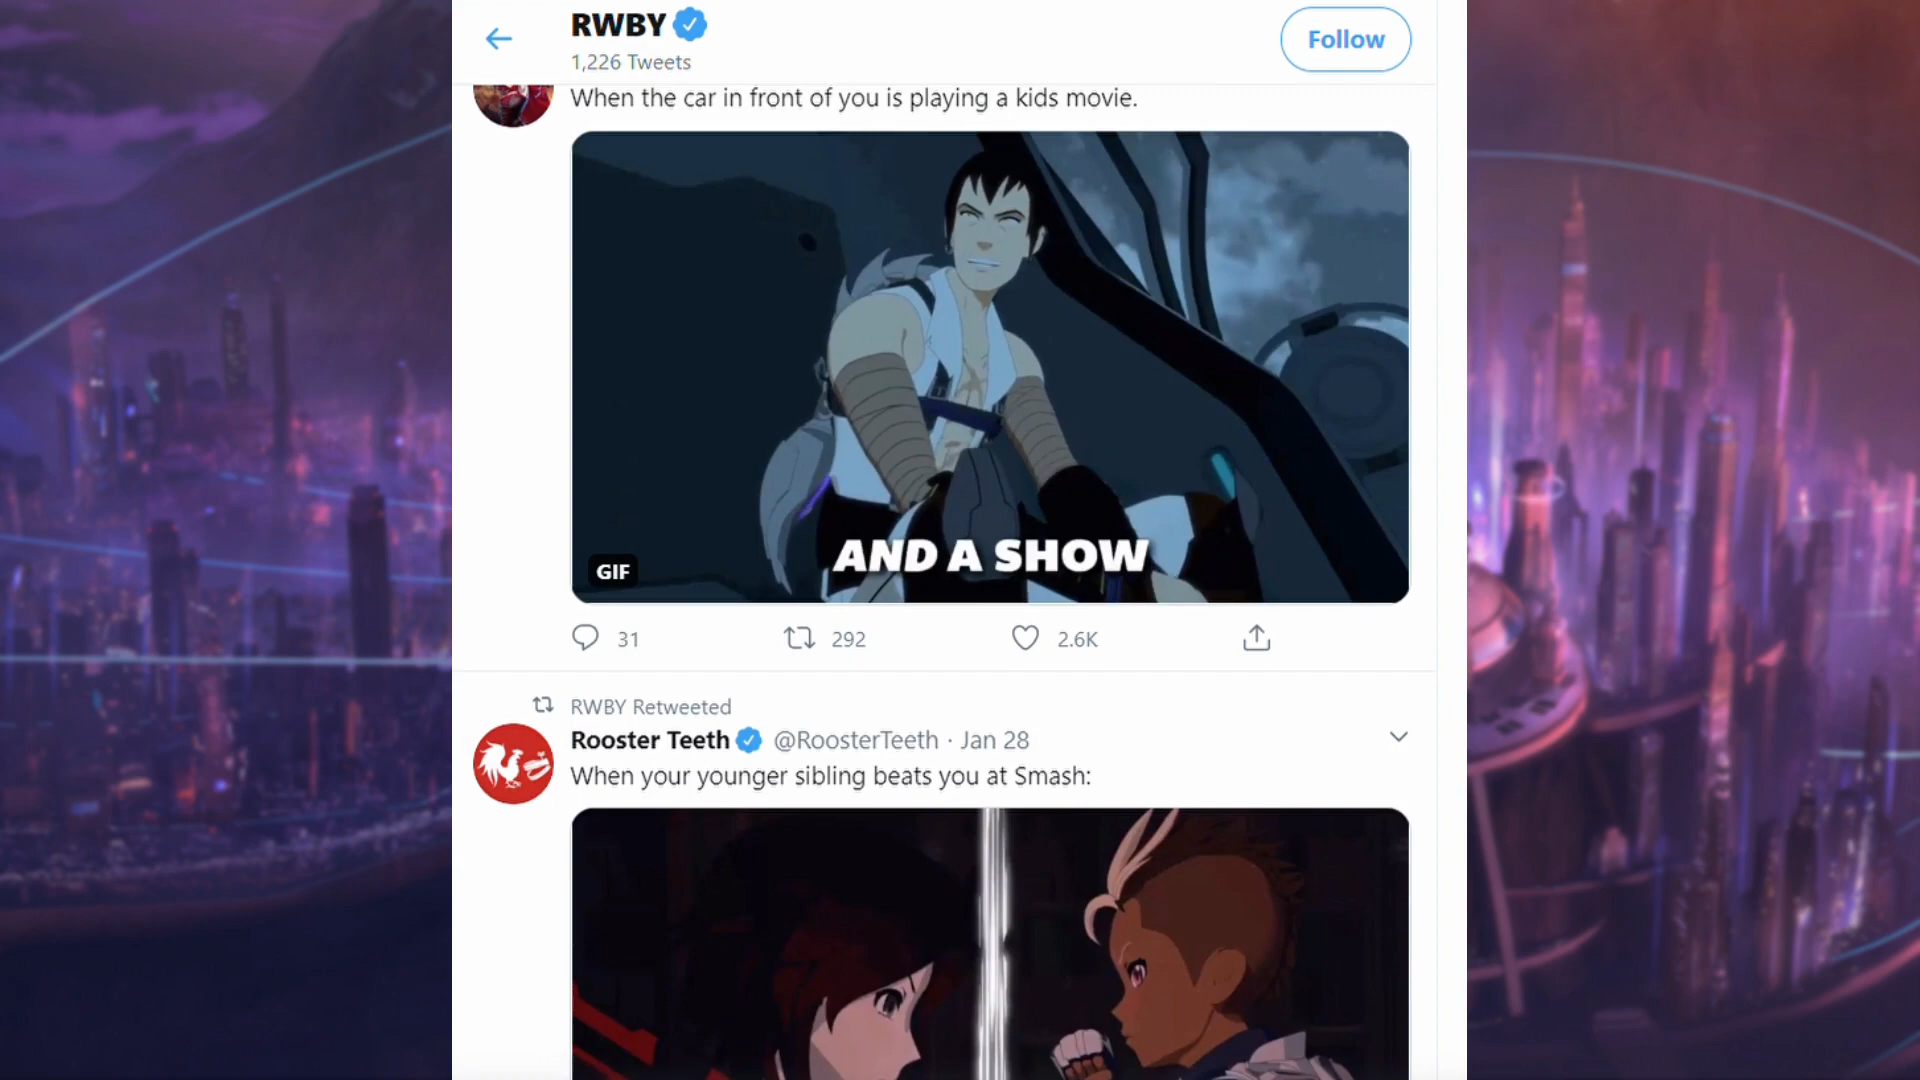 RWBY
1,226 Tweets
Follow
When the car in front of you is playing a kids movie.
AND A SHOW
GIF
31
292
2.6K
RWBY Retweeted
Rooster Teeth @RoosterTeeth · Jan 28
When your younger sibling beats you at Smash: